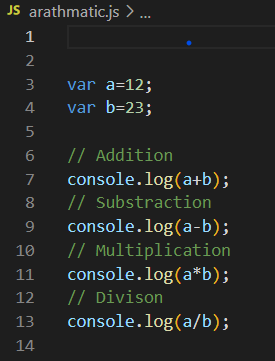 JS arathmatic.js > ...
1
2
3 var a=12;
4 var b=23;
5
6 // Addition
7 console.log(a+b);
8 // Substraction
9 console.log(a-b);
10 // Multiplication
11 console.log(a*b);
12 // Divison
13 console.log(a/b);
14